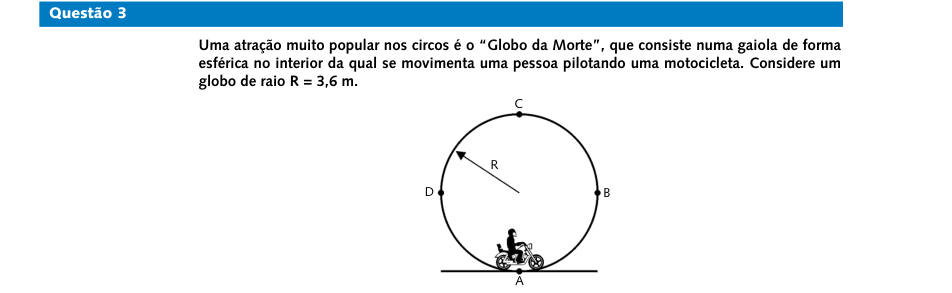 Questão 3
Uma atração muito popular nos circos é o “Globo da Morte”, que consiste numa gaiola de forma
esférica no interior da qual se movimenta uma pessoa pilotando uma motocicleta. Considere um
globo de raio R = 3,6 m.
C
R
D
B
A